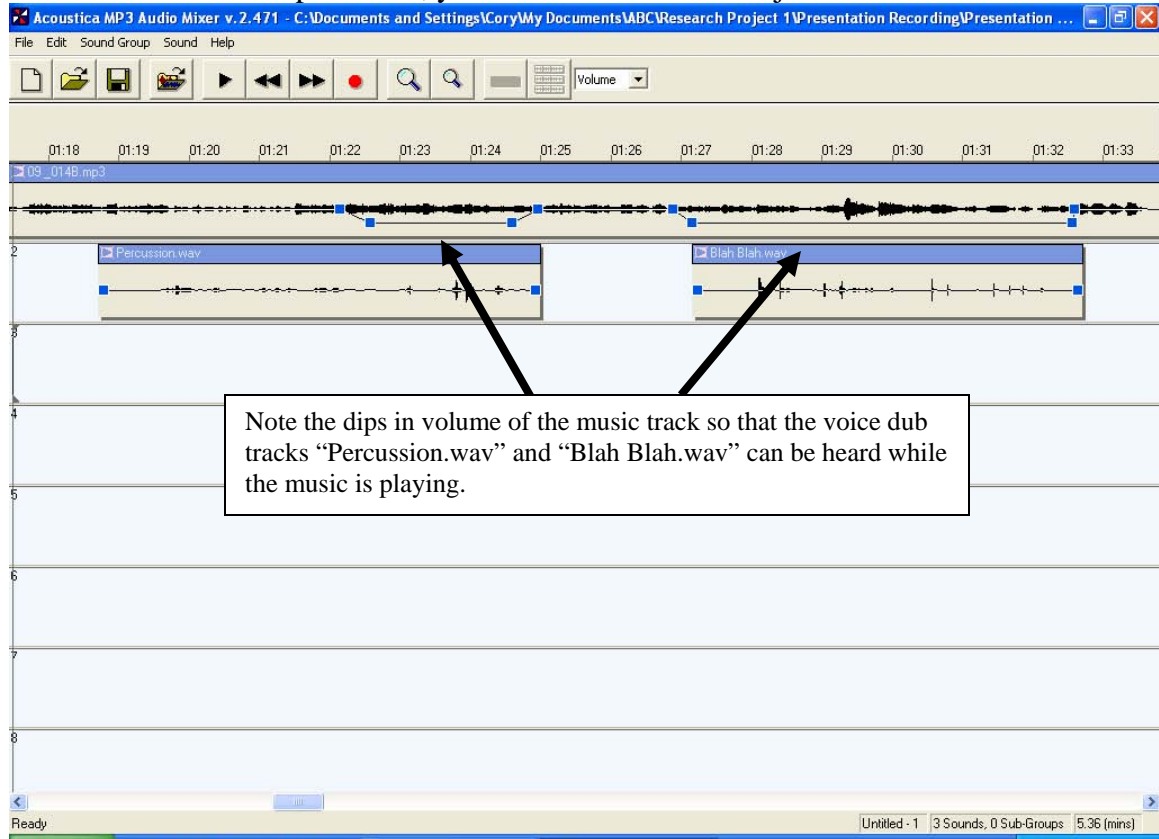 Acoustica MP3 Audio Mixer v.2.471 - C:\Documents and Settings\Cory\My Documents\ABC\Research Project 1\Presentation Recording\Presentation ...
File Edit Sound Group Sound Help
Volume
01:18 01:19 01:20 01:21 01:22 01:23 01:24 01:25 01:26 01:27 01:28 01:29 01:30 01:31 01:32 01:33
09_014B.mp3
2
Percussion.wav
Blah Blah.wav
3
4
Note the dips in volume of the music track so that the voice dub
tracks “Percussion.wav” and “Blah Blah.wav” can be heard while
the music is playing.
5
6
7
8
Ready
Untitled - 1 3 Sounds, 0 Sub-Groups 5.36 (mins)